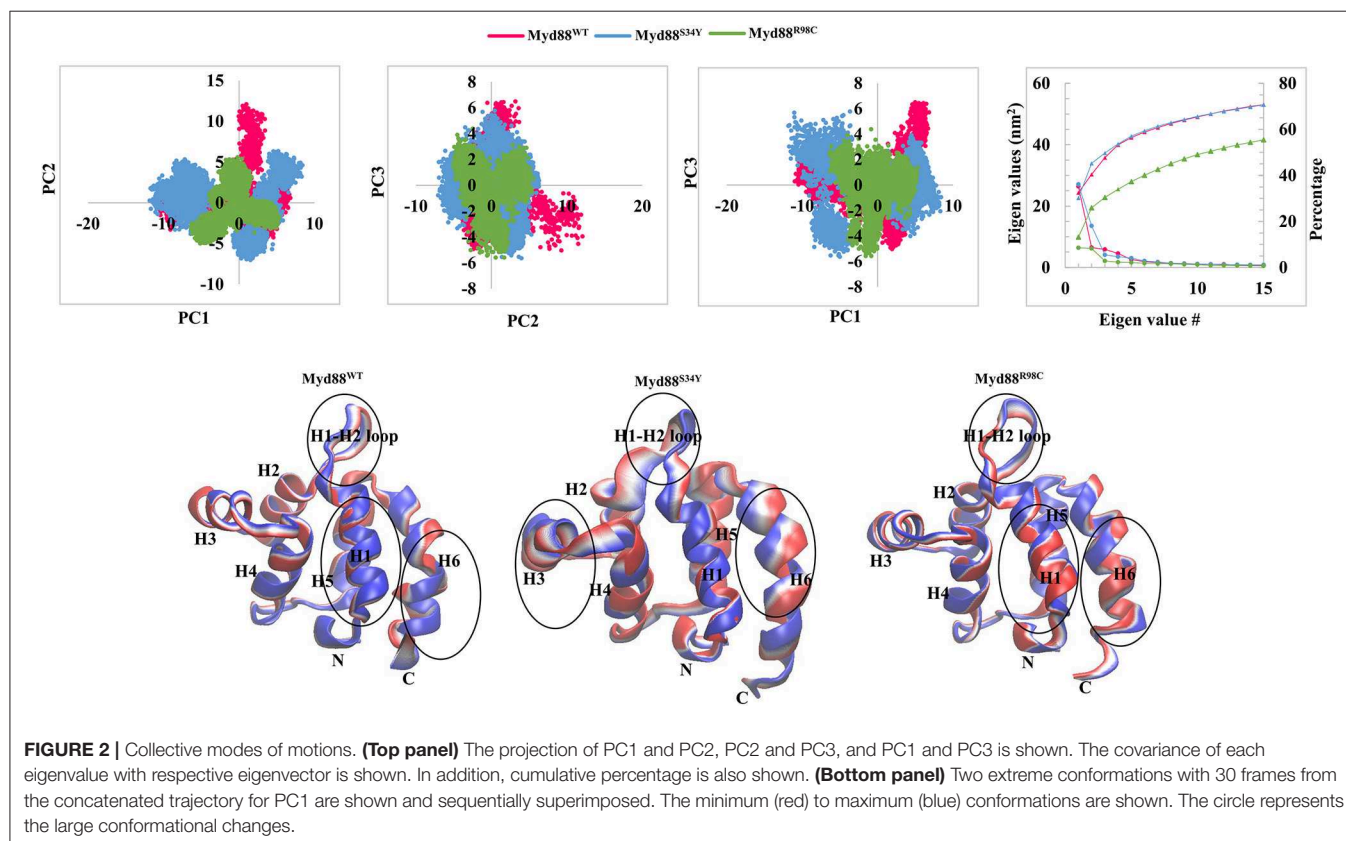 Myd88WT Myd88S34Y Myd88R98C
15
10
5
0
-5
-10
-20 -10 0 10
PC2
PC1
8
6
4
2
0
-2
-4
-6
-8
-10 0 10 20
PC3
PC2
8
6
4
2
0
-2
-4
-6
-8
-20 -10 0 10
PC3
PC1
60
40
20
0
80
60
40
20
0
0 5 10 15
Eigen values (nm2)
Percentage
Eigen value #
Myd88WT
H1-H2 loop
H2
H3
H4
H5
H1
H6
N
C
Myd88S34Y
H1-H2 loop
H2
H3
H4
H5
H1
H6
N
C
Myd88R98C
H1-H2 loop
H2
H3
H4
H5
H1
H6
N
C
FIGURE 2 | Collective modes of motions. (Top panel) The projection of PC1 and PC2, PC2 and PC3, and PC1 and PC3 is shown. The covariance of each
eigenvalue with respective eigenvector is shown. In addition, cumulative percentage is also shown. (Bottom panel) Two extreme conformations with 30 frames from
the concatenated trajectory for PC1 are shown and sequentially superimposed. The minimum (red) to maximum (blue) conformations are shown. The circle represents
the large conformational changes.